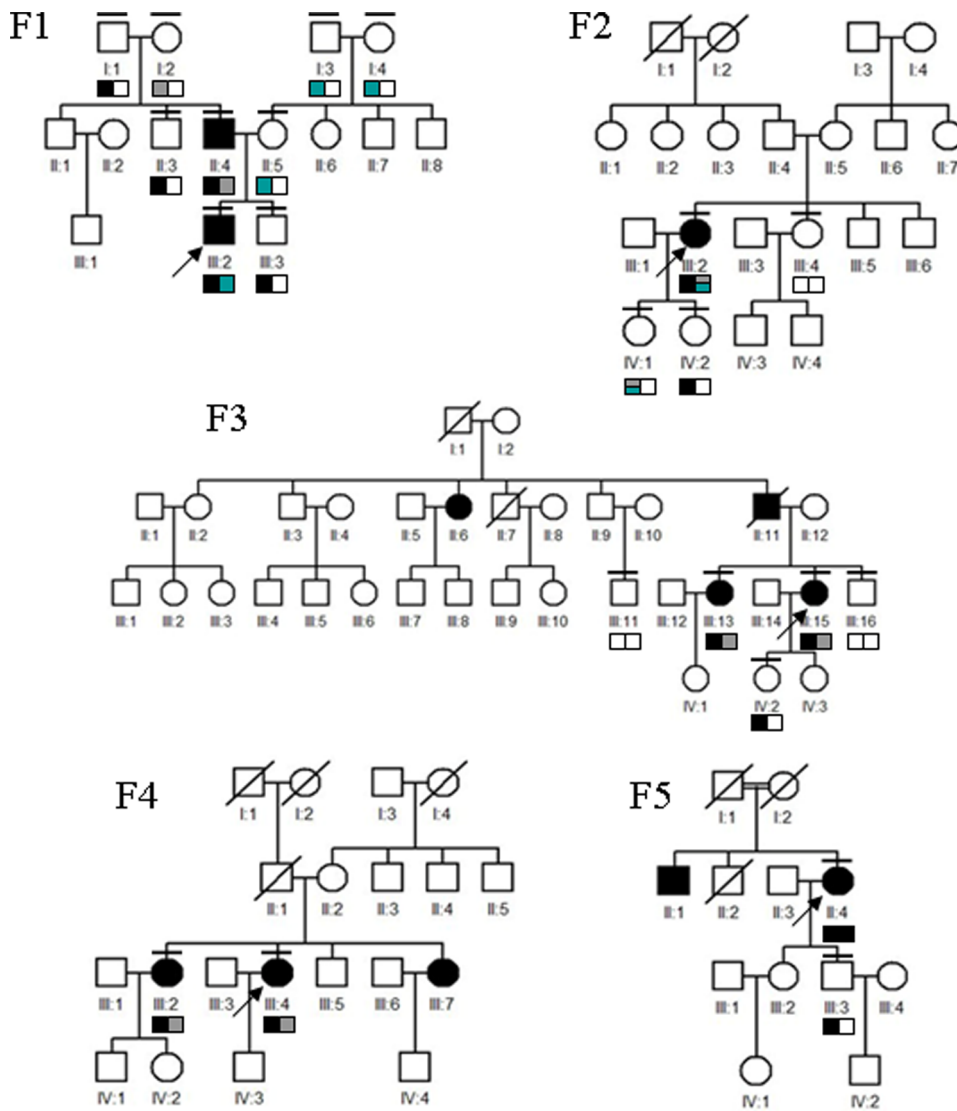 F1
I:1 I:2 I:3 I:4
II:1 II:2 II:3 II:4 II:5 II:6 II:7 II:8
III:1 III:2 III:3
F2
I:1 I:2 I:3 I:4
II:1 II:2 II:3 II:4 II:5 II:6 II:7
III:1 III:2 III:3 III:4 III:5 III:6
IV:1 IV:2 IV:3 IV:4
F3
I:1 I:2
II:1 II:2 II:3 II:4 II:5 II:6 II:7 II:8 II:9 II:10 II:11 II:12
III:1 III:2 III:3 III:4 III:5 III:6 III:7 III:8 III:9 III:10 III:11 III:12 III:13 III:14 III:15 III:16
IV:1 IV:2 IV:3
F4
I:1 I:2 I:3 I:4
II:1 II:2 II:3 II:4 II:5
III:1 III:2 III:3 III:4 III:5 III:6 III:7
IV:1 IV:2 IV:3 IV:4
F5
I:1 I:2
II:1 II:2 II:3 II:4
III:1 III:2 III:3 III:4
IV:1 IV:2